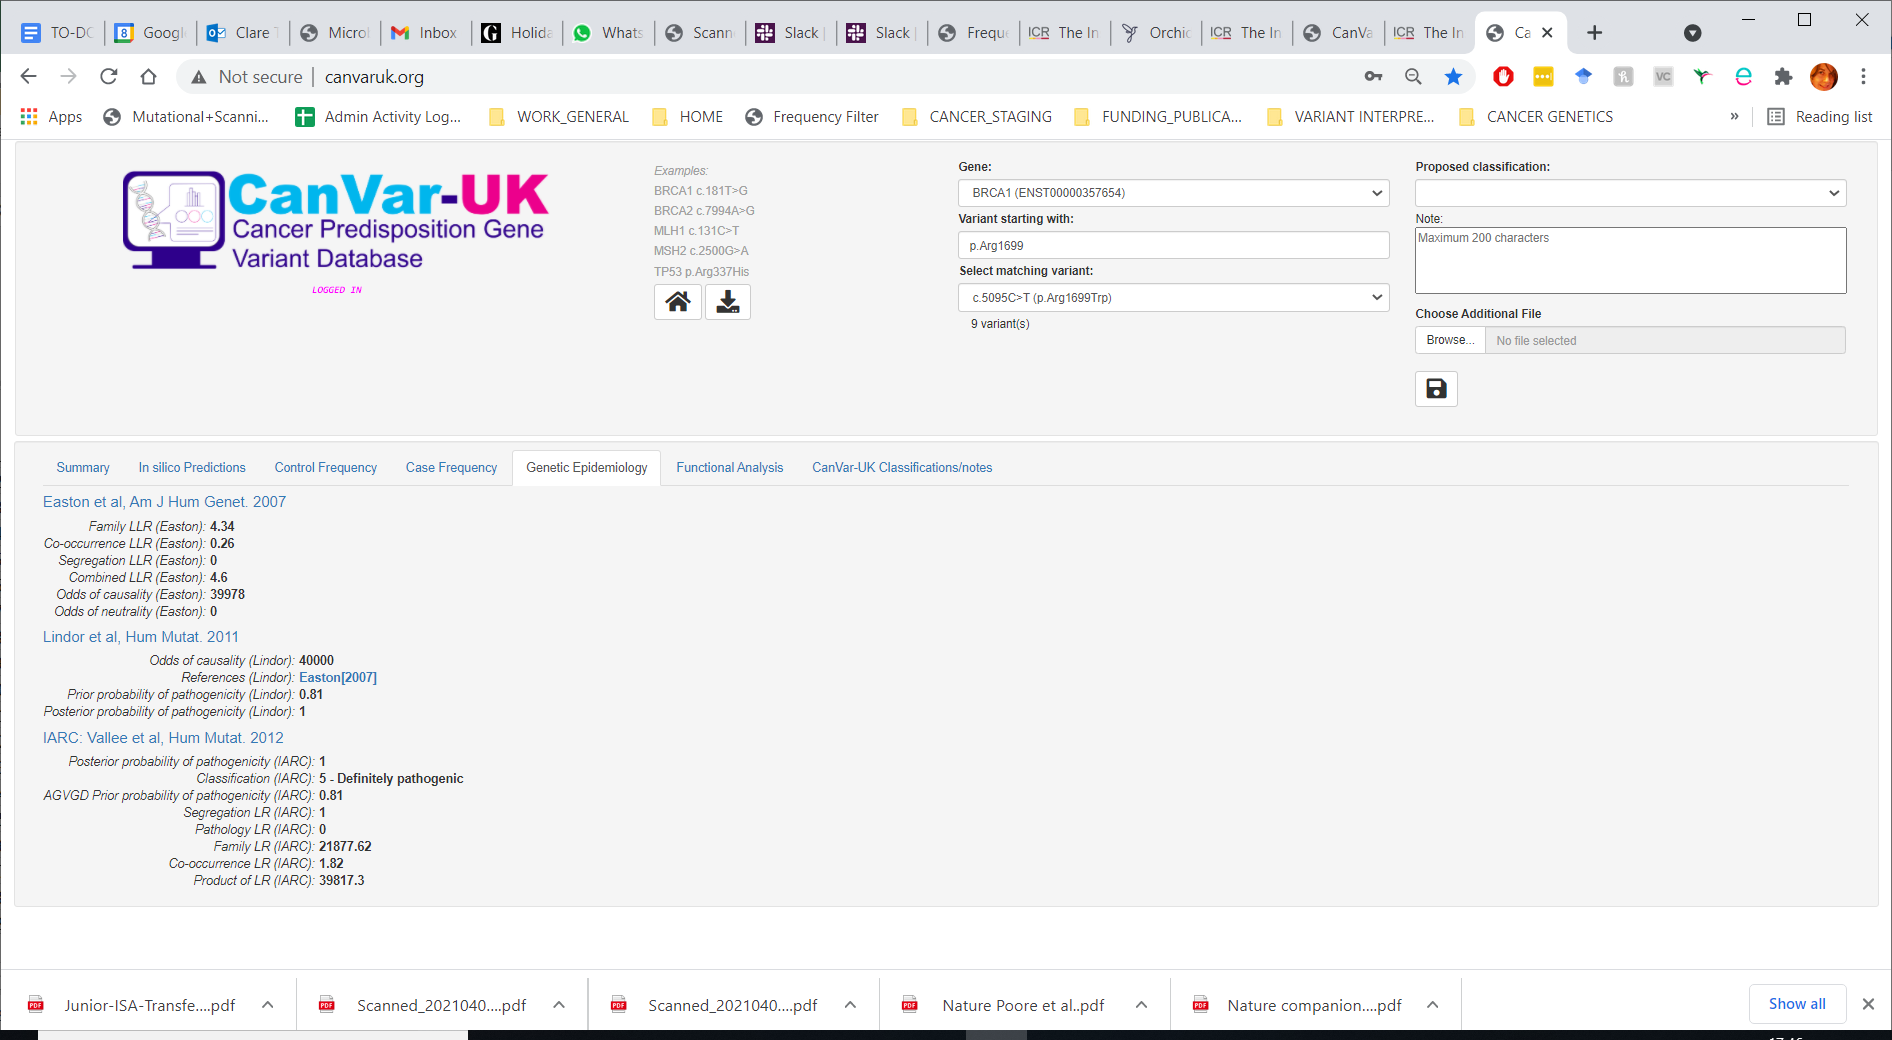 TO-DO
Google
Clare T
Micro
Inbox
Holida
Whats
Scann
Slack
Slack
Frequ
ICR The In
Orchid
ICR The In
CanVa
ICR The In
Ca
Not secure | canvaruk.org
Apps
Mutational+Scanni...
Admin Activity Log...
WORK_GENERAL
HOME
Frequency Filter
CANCER_STAGING
FUNDING_PUBLICA...
VARIANT INTERPRE...
CANCER GENETICS
»
Reading list
CanVar-UK
Cancer Predisposition Gene
Variant Database
LOGGED IN
Examples:
BRCA1 c.181T>G
BRCA2 c.7994A>G
MLH1 c.131C>T
MSH2 c.2500G>A
TP53 p.Arg337His
Gene:
BRCA1 (ENST00000357654)
Variant starting with:
p.Arg1699
Select matching variant:
c.5095C>T (p.Arg1699Trp)
9 variant(s)
Proposed classification:
Note:
Maximum 200 characters
Choose Additional File
Browse... No file selected
Summary
In silico Predictions
Control Frequency
Case Frequency
Genetic Epidemiology
Functional Analysis
CanVar-UK Classifications/notes
Easton et al, Am J Hum Genet. 2007
Family LLR (Easton): 4.34
Co-occurrence LLR (Easton): 0.26
Segregation LLR (Easton): 0
Combined LLR (Easton): 4.6
Odds of causality (Easton): 39978
Odds of neutrality (Easton): 0
Lindor et al, Hum Mutat. 2011
Odds of causality (Lindor): 40000
References (Lindor): Easton[2007]
Prior probability of pathogenicity (Lindor): 0.81
Posterior probability of pathogenicity (Lindor): 1
IARC: Vallee et al, Hum Mutat. 2012
Posterior probability of pathogenicity (IARC): 1
Classification (IARC): 5 - Definitely pathogenic
AGVGD Prior probability of pathogenicity (IARC): 0.81
Segregation LR (IARC): 1
Pathology LR (IARC): 0
Family LR (IARC): 21877.62
Co-occurrence LR (IARC): 1.82
Product of LR (IARC): 39817.3
Junior-ISA-Transfe....pdf
Scanned_2021040....pdf
Scanned_2021040....pdf
Nature Poore et al..pdf
Nature companion....pdf
Show all